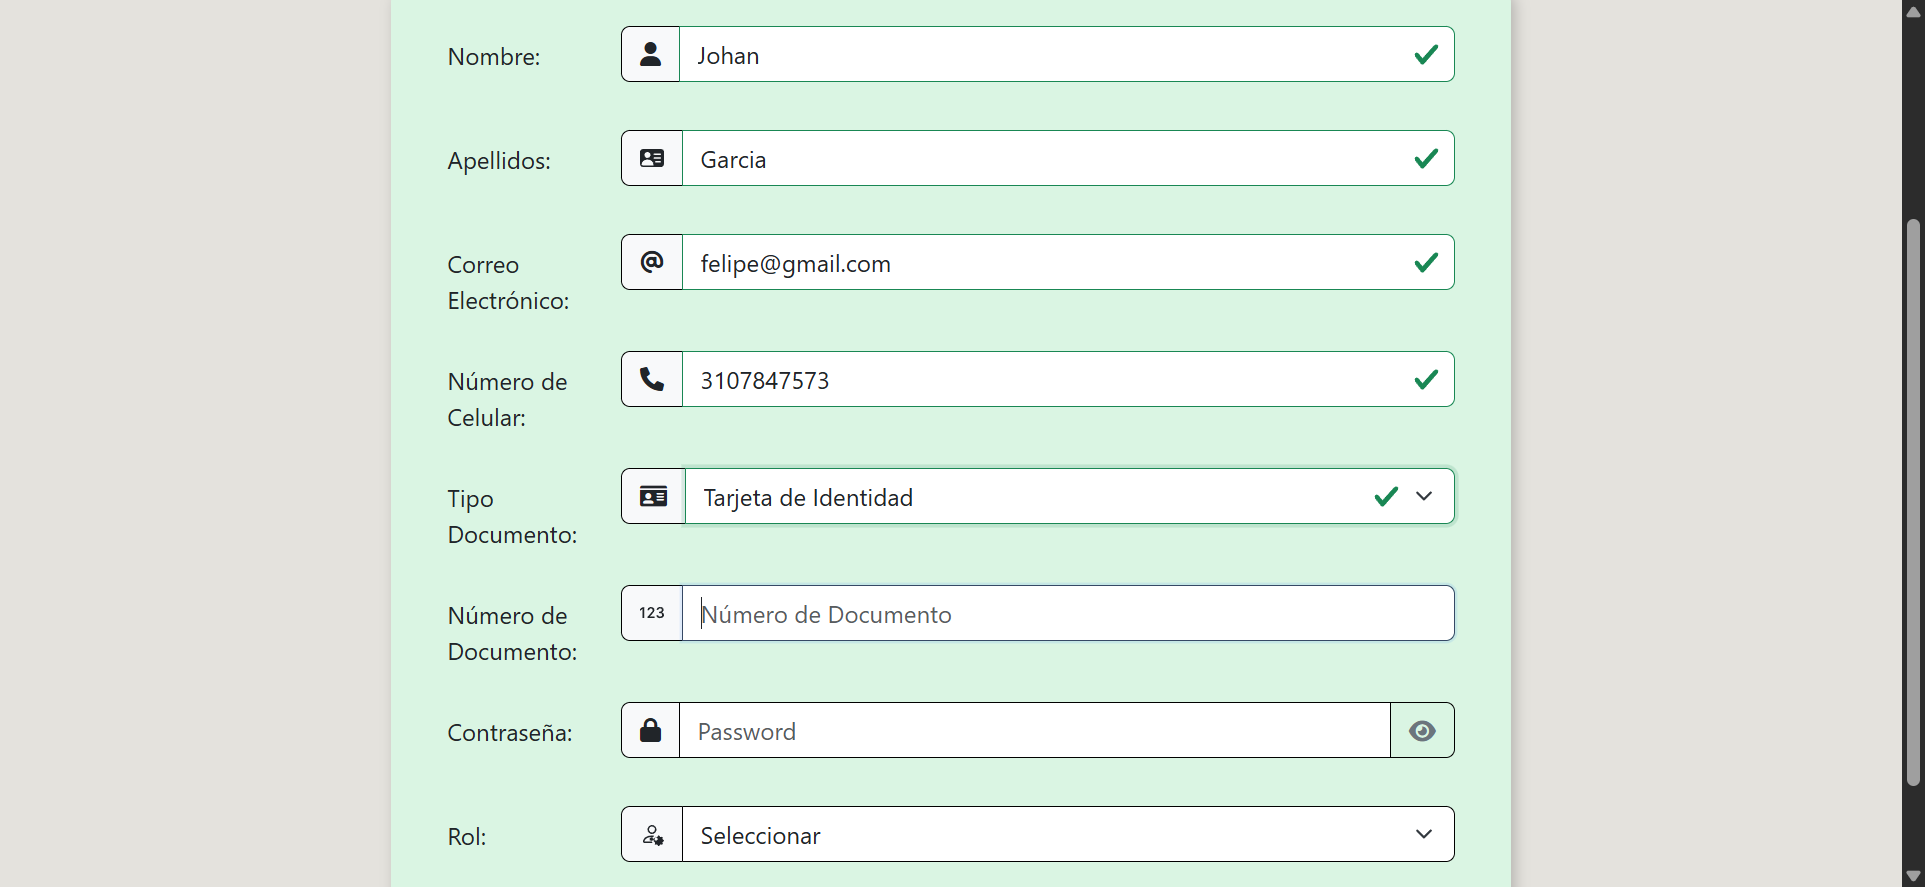 Nombre:
Johan
Apellidos:
Garcia
Correo
Electrónico:
felipe@gmail.com
Número de
Celular:
3107847573
Tipo
Documento:
Tarjeta de Identidad
Número de
Documento:
123
Número de Documento
Contraseña:
Password
Rol:
Seleccionar